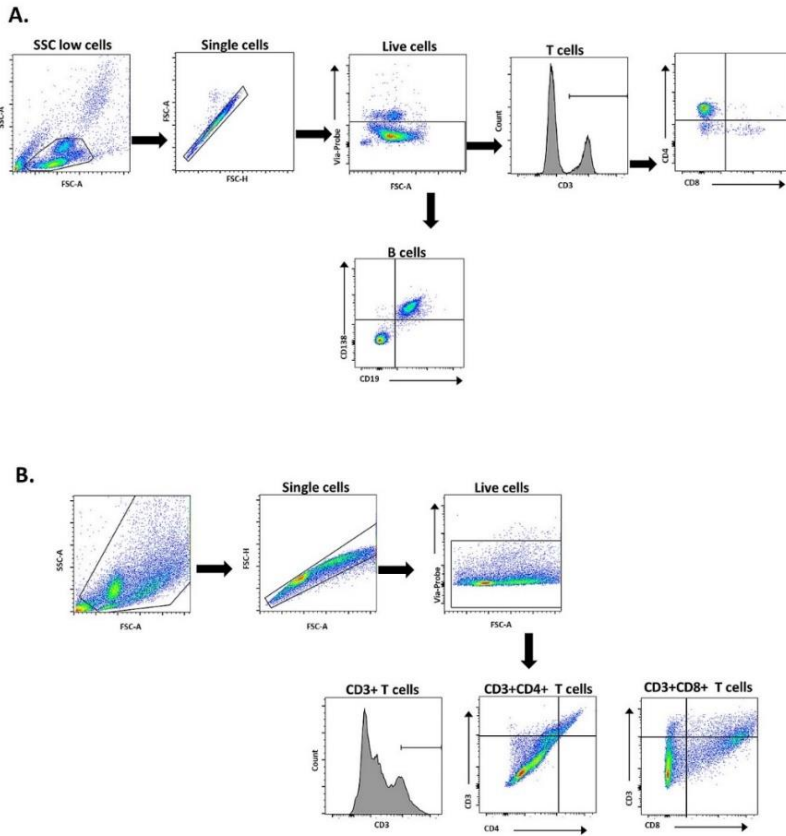 A.
SSC low cells
Single cells
Live cells
T cells
SSC-A
FSC-A
FSC-A
FSC-H
Via-Probe
FSC-A
Count
CD3
CD4
CD8
B cells
CD138
CD19
B.
Single cells
Live cells
SSC-A
FSC-A
FSC-H
FSC-A
Via-Probe
FSC-A
CD3+ T cells
CD3+CD4+ T cells
CD3+CD8+ T cells
Count
CD3
CD3
CD4
CD3
CD8